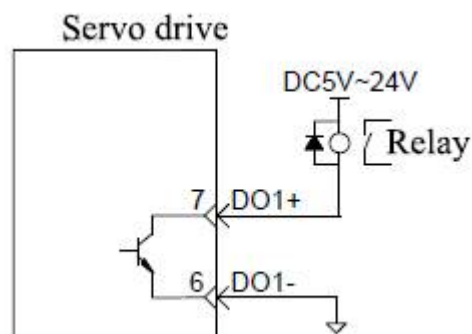 Servo drive
DC5V~24V
Relay
7 DO1+
6 DO1-